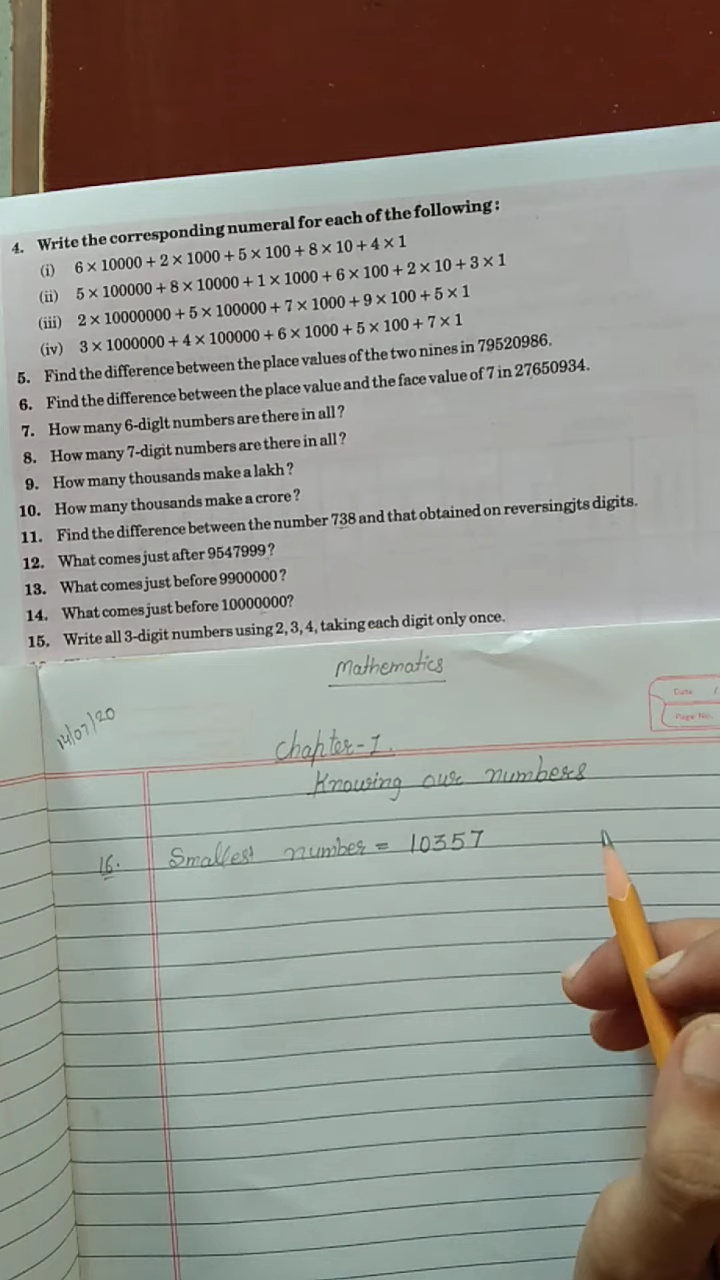 4. Write the corresponding numeral for each of the following:
(i) 6 × 10000 + 2 × 1000 + 5 × 100 + 8 × 10 + 4 × 1
(ii) 5 × 100000 + 8 × 10000 + 1 × 1000 + 6 × 100 + 2 × 10 + 3 × 1
(iii) 2 × 10000000 + 5 × 100000 + 7 × 1000 + 9 × 100 + 5 × 1
(iv) 3 × 1000000 + 4 × 100000 + 6 × 1000 + 5 × 100 + 7 × 1
5. Find the difference between the place values of the two nines in 79520986.
6. Find the difference between the place value and the face value of 7 in 27650934.
7. How many 6-digit numbers are there in all?
8. How many 7-digit numbers are there in all?
9. How many thousands make a lakh?
10. How many thousands make a crore?
11. Find the difference between the number 738 and that obtained on reversing its digits.
12. What comes just after 9547999?
13. What comes just before 9900000?
14. What comes just before 10000000?
15. Write all 3-digit numbers using 2, 3, 4, taking each digit only once.
Mathematics
Date /
Page No.
14/07/20
Chapter-1.
Knowing our numbers
16. Smallest number = 10357